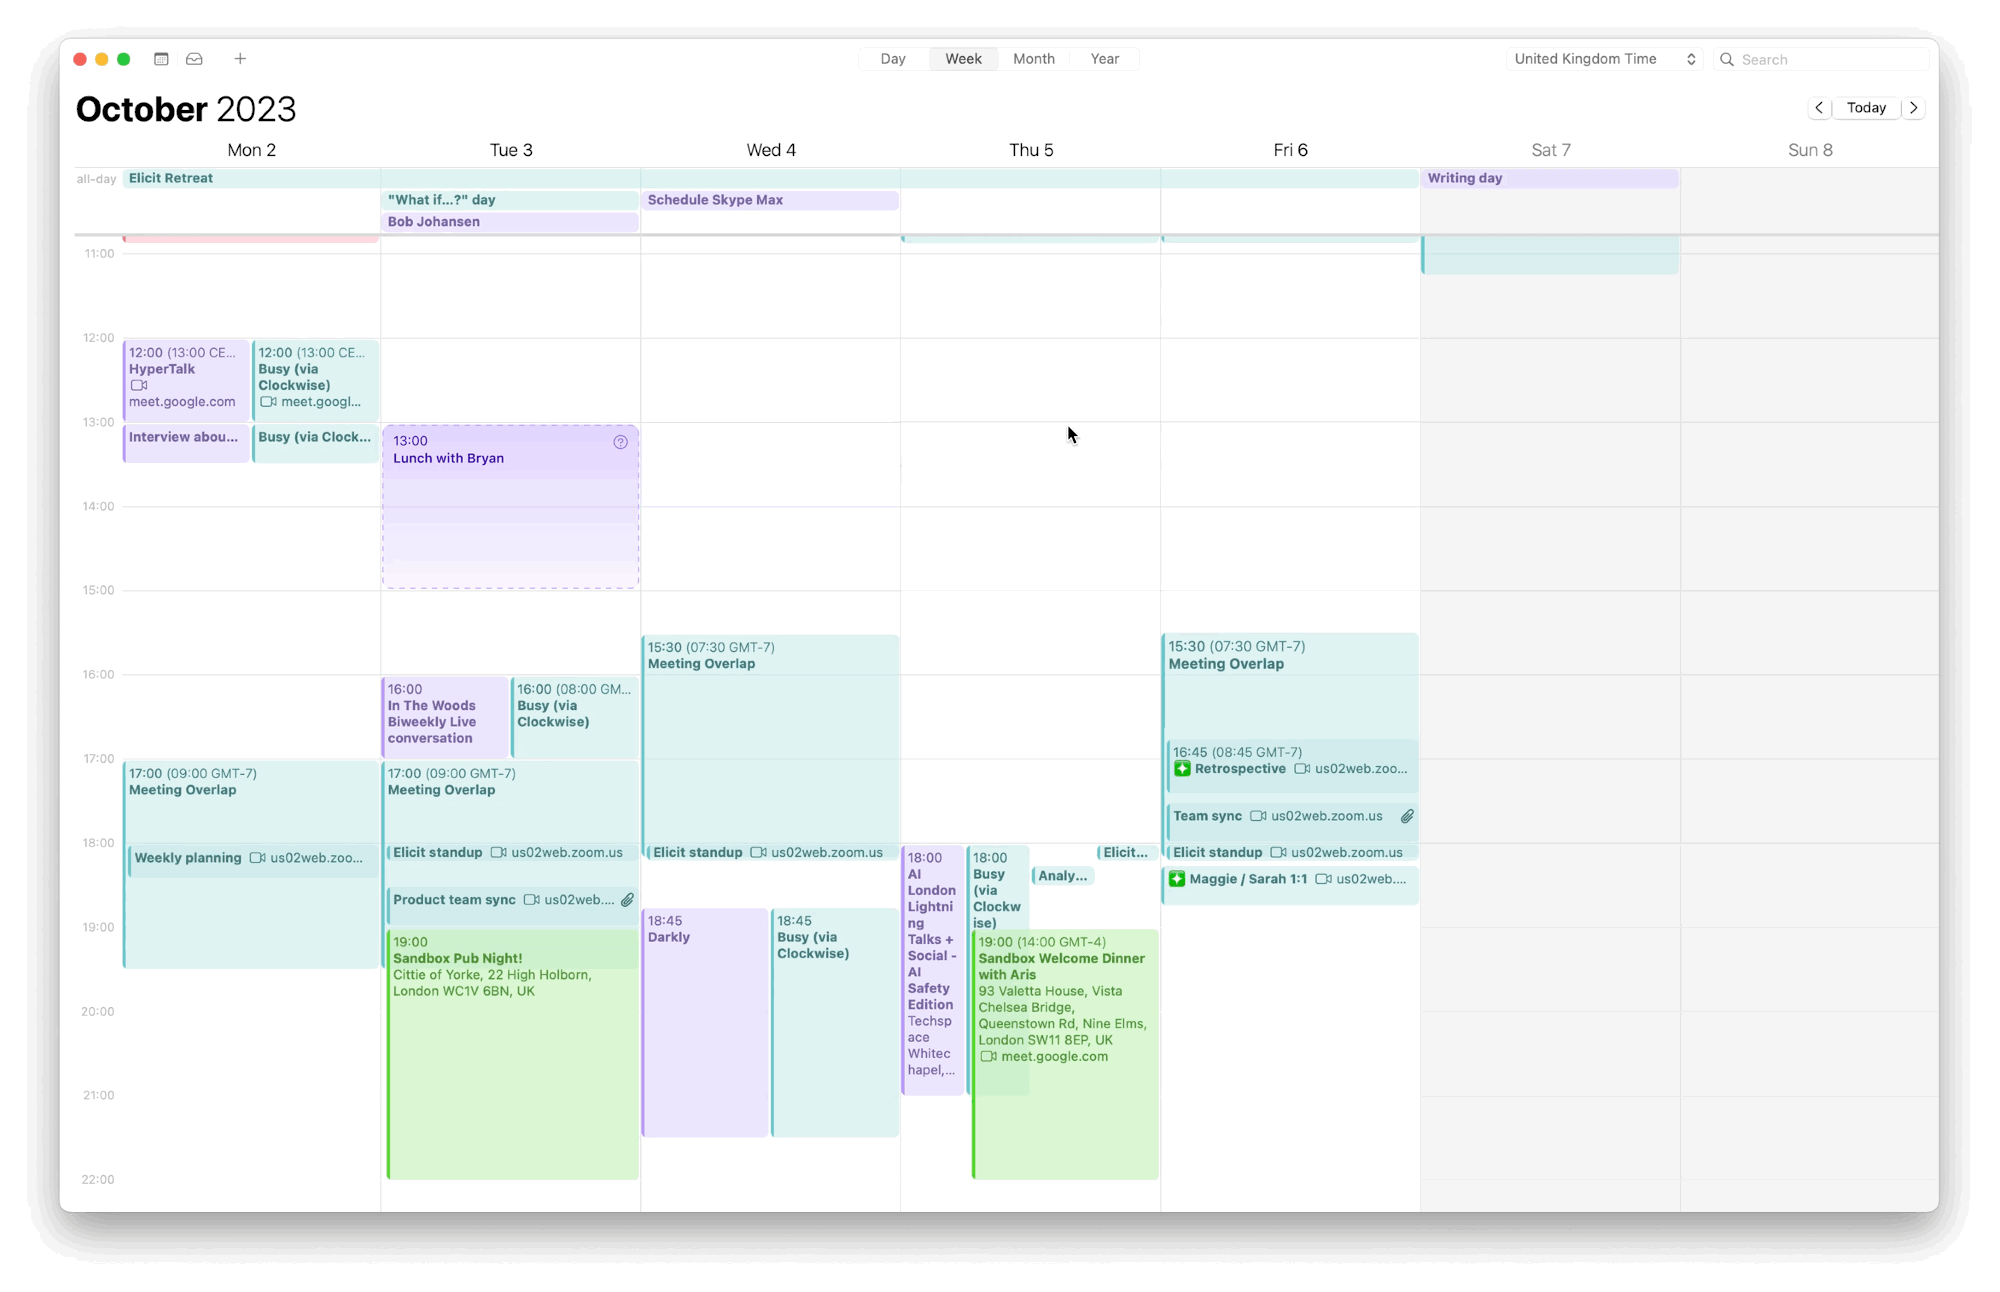 Day Week Month Year
United Kingdom Time
Search
October 2023
Today
Mon 2 Tue 3 Wed 4 Thu 5 Fri 6 Sat 7 Sun 8
all-day
Elicit Retreat
Writing day
"What if...?" day
Schedule Skype Max
Bob Johansen
11:00
12:00
13:00
14:00
15:00
16:00
17:00
18:00
19:00
20:00
21:00
22:00
12:00 (13:00 CE...
HyperTalk
meet.google.com
12:00 (13:00 CE...
Busy (via
Clockwise)
meet.googl...
Interview abou...
Busy (via Clock...
17:00 (09:00 GMT-7)
Meeting Overlap
Weekly planning us02web.zoo...
13:00
Lunch with Bryan
?
16:00
In The Woods
Biweekly Live
conversation
16:00 (08:00 GM...
Busy (via
Clockwise)
17:00 (09:00 GMT-7)
Meeting Overlap
Elicit standup us02web.zoom.us
Product team sync us02web....
19:00
Sandbox Pub Night!
Cittie of Yorke, 22 High Holborn,
London WC1V 6BN, UK
15:30 (07:30 GMT-7)
Meeting Overlap
Elicit standup us02web.zoom.us
18:45
Darkly
18:45
Busy (via
Clockwise)
18:00
AI
London
Lightni
ng
Talks +
Social -
AI
Safety
Edition
Techsp
ace
Whitec
hapel,...
18:00
Busy
(via
Clockw
ise)
Elicit...
Analy...
19:00 (14:00 GMT-4)
Sandbox Welcome Dinner
with Aris
93 Valetta House, Vista
Chelsea Bridge,
Queenstown Rd, Nine Elms,
London SW11 8EP, UK
meet.google.com
15:30 (07:30 GMT-7)
Meeting Overlap
16:45 (08:45 GMT-7)
Retrospective us02web.zoo...
Team sync us02web.zoom.us
Elicit standup us02web.zoom.us
Maggie / Sarah 1:1 us02web....